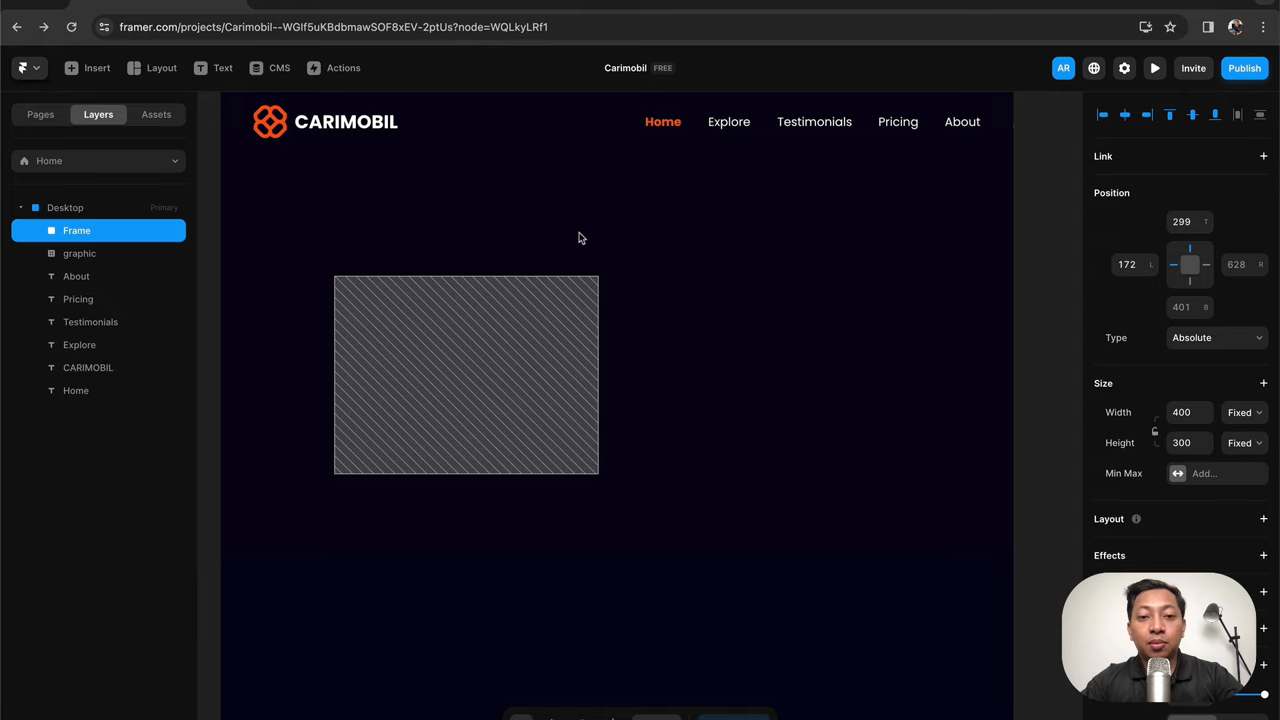 framer.com/projects/Carimobil--WGlf5uKBdbmawSOF8xEV-2ptUs?node=WQLkyLRf1
Insert Layout Text CMS Actions
Carimobil FREE
AR Invite Publish
Pages Layers Assets
Home
Desktop Primary
Frame
graphic
About
Pricing
Testimonials
Explore
CARIMOBIL
Home
CARIMOBIL
Home Explore Testimonials Pricing About
Link
Position
299 T
172 L 628 R
401 B
Type Absolute
Size
Width 400 Fixed
Height 300 Fixed
Min Max Add...
Layout
Effects